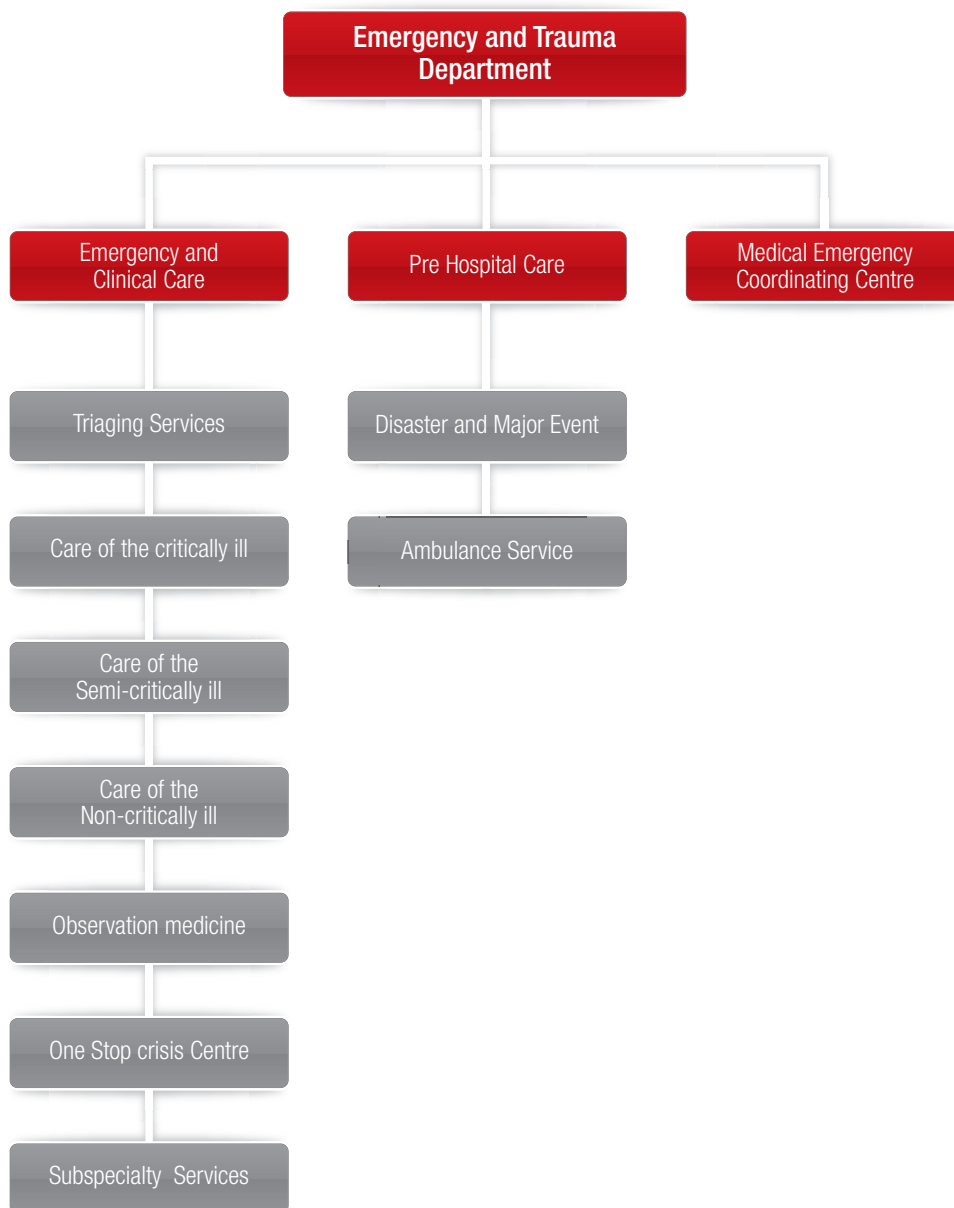 Emergency and Trauma
Department
Emergency and
Clinical Care
Pre Hospital Care
Medical Emergency
Coordinating Centre
Triaging Services
Disaster and Major Event
Care of the critically ill
Ambulance Service
Care of the
Semi-critically ill
Care of the
Non-critically ill
Observation medicine
One Stop crisis Centre
Subspecialty Services